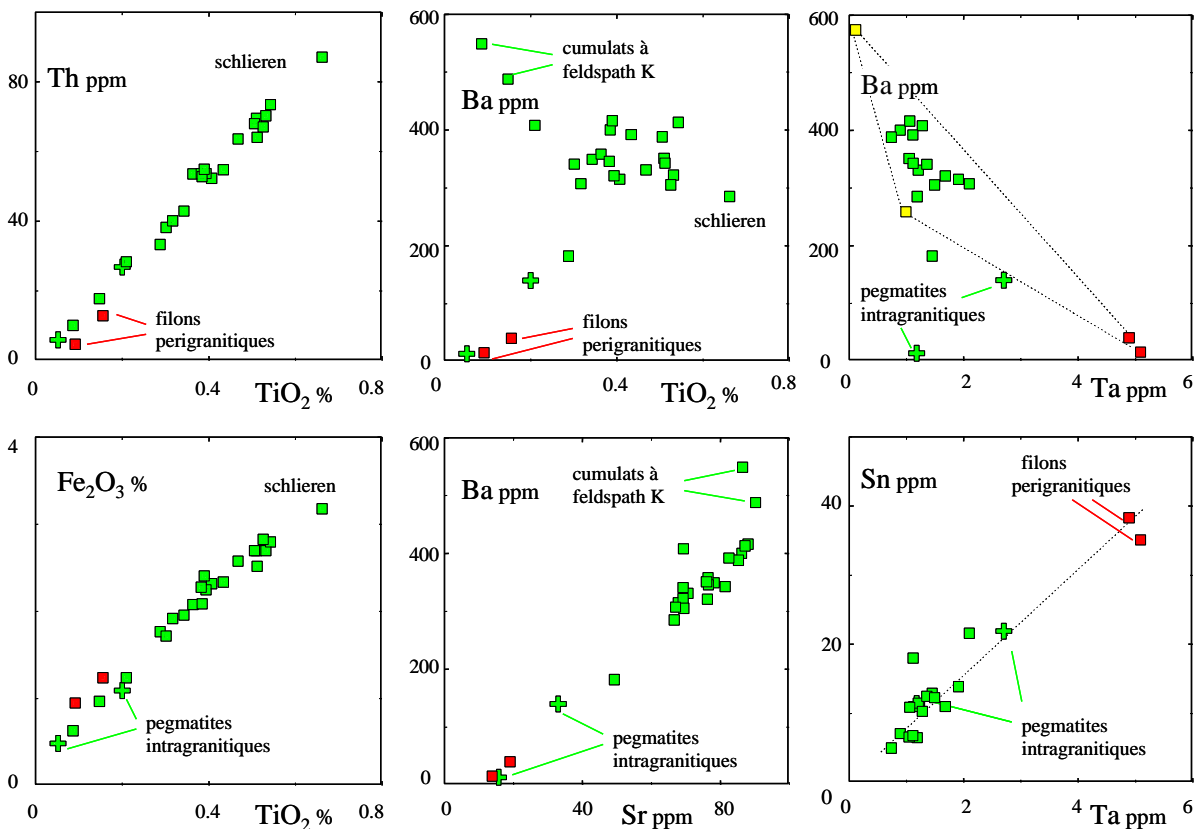 80
40
0
Th ppm
schlieren
filons
perigranitiques
0
0.4
0.8
TiO2 %
600
400
200
0
Ba ppm
cumulats à
feldspath K
schlieren
filons
perigranitiques
0
0.4
0.8
TiO2 %
600
400
200
0
Ba ppm
pegmatites
intragranitiques
0
2
4
6
Ta ppm
4
0
Fe2O3 %
schlieren
pegmatites
intragranitiques
0
0.4
0.8
TiO2 %
600
400
200
0
Ba ppm
cumulats à
feldspath K
pegmatites
intragranitiques
0
40
80
Sr ppm
40
20
0
Sn ppm
filons
perigranitiques
pegmatites
intragranitiques
0
2
4
6
Ta ppm